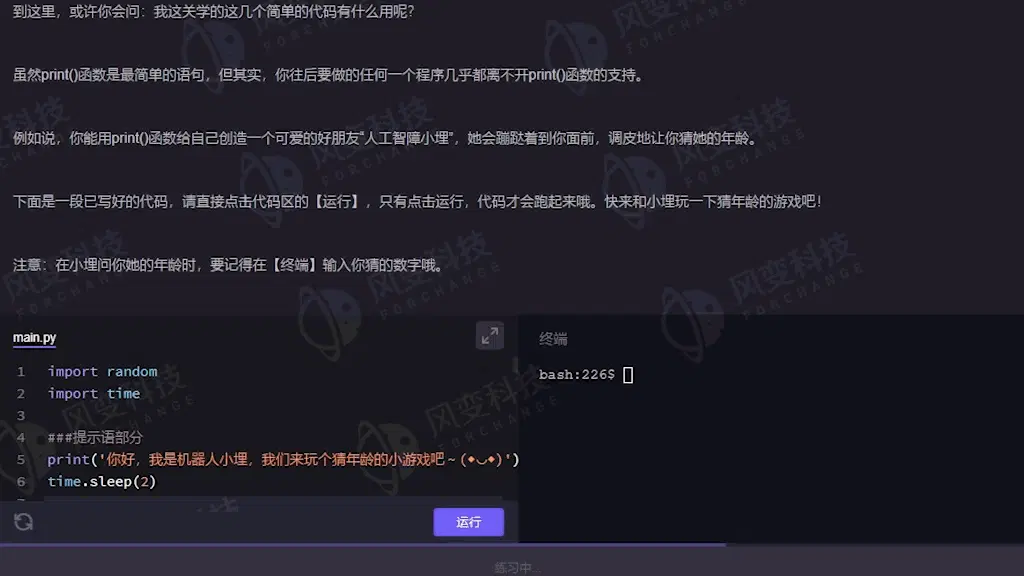 到这里，或许你会问：我这关学的这几个简单的代码有什么用呢？
虽然print()函数是最简单的语句，但其实，你往后要做的任何一个程序几乎都离不开print()函数的支持。
例如说，你能用print()函数给自己创造一个可爱的好朋友“人工智障小埋”，她会蹦跶着到你面前，调皮地让你猜她的年龄。
下面是一段已写好的代码，请直接点击代码区的【运行】，只有点击运行，代码才会跑起来哦。快来和小埋玩一下猜年龄的游戏吧！
注意：在小埋问你她的年龄时，要记得在【终端】输入你猜的数字哦。
main.py
1 import random
2 import time
3
4 ###提示语部分
5 print('你好，我是机器人小埋，我们来玩个猜年龄的小游戏吧～(◆◡◆)')
6 time.sleep(2)
运行
终端
bash:226$
练习中...
风变科技
FORCHANGE